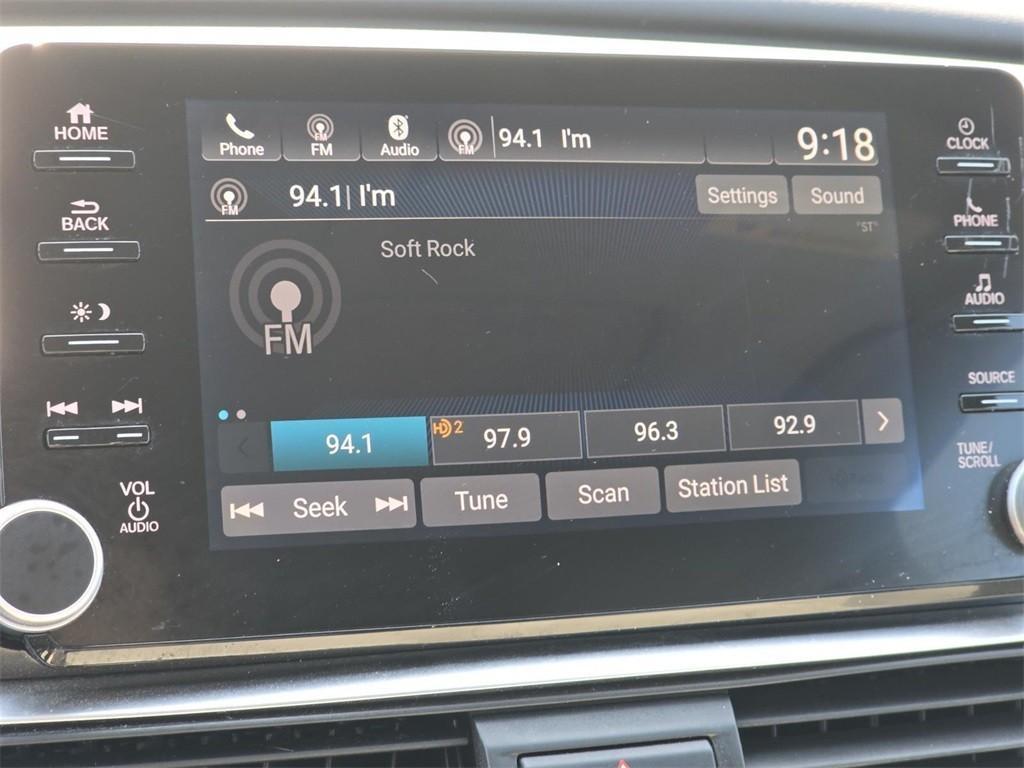 HOME
BACK
VOL
AUDIO
Phone
FM
FM
Audio
FM
94.1 I'm
9:18
FM
94.1| I'm
Settings
Sound
"ST"
Soft Rock
FM
94.1
HD 2
97.9
96.3
92.9
Seek
Tune
Scan
Station List
CLOCK
PHONE
AUDIO
SOURCE
TUNE/
SCROLL